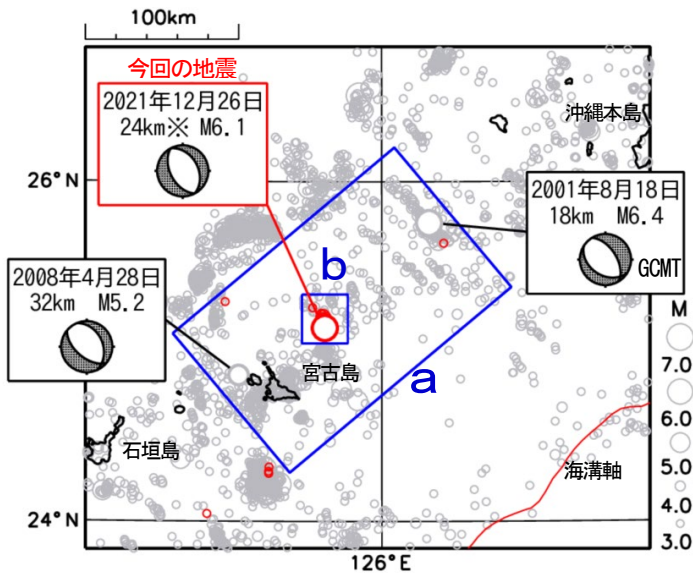 100km
今回の地震
2021年12月26日
24km※ M6.1
沖縄本島
26°N
2001年8月18日
18km M6.4
GCMT
b
2008年4月28日
32km M5.2
M
宮古島
a
7.0
6.0
石垣島
海溝軸
5.0
4.0
24°N
3.0
126°E